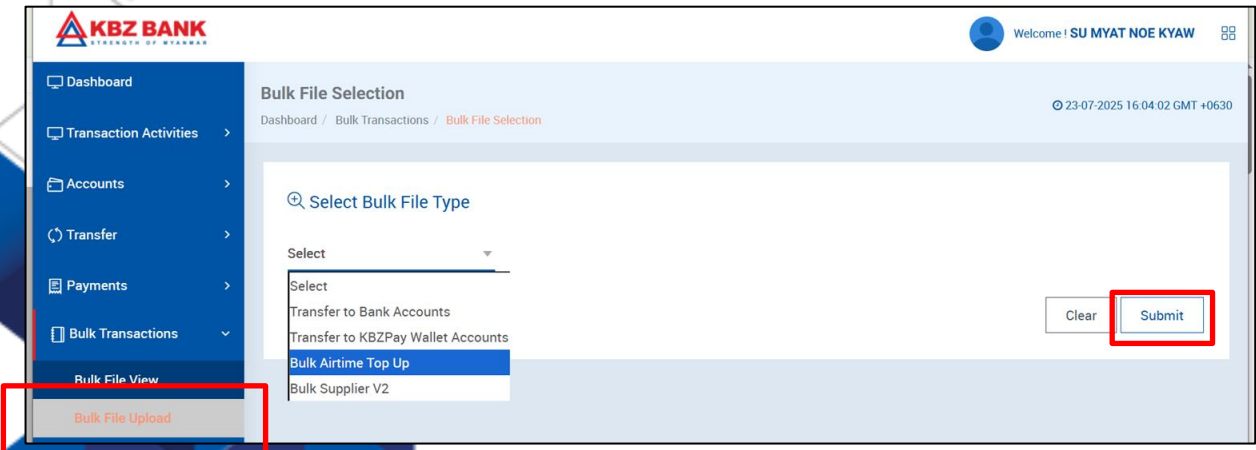 KBZ BANK
STRENGTH OF MYANMAR
Welcome ! SU MYAT NOE KYAW
Dashboard
Transaction Activities
Accounts
Transfer
Payments
Bulk Transactions
Bulk File View
Bulk File Upload
Bulk File Selection
Dashboard / Bulk Transactions / Bulk File Selection
23-07-2025 16:04:02 GMT +0630
Select Bulk File Type
Select
Select
Transfer to Bank Accounts
Transfer to KBZPay Wallet Accounts
Bulk Airtime Top Up
Bulk Supplier V2
Clear
Submit